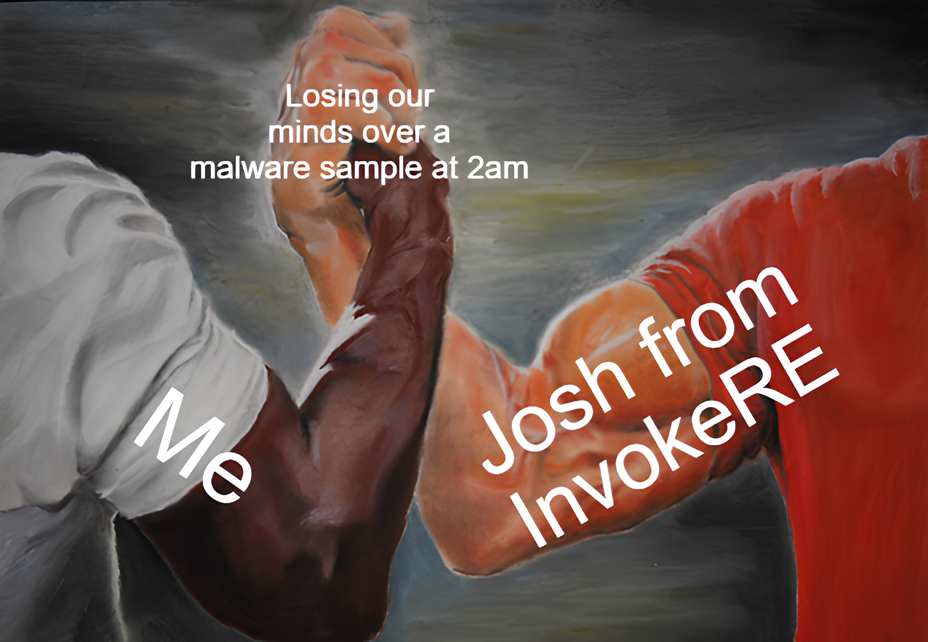 Losing our
minds over a
malware sample at 2am
Me
Josh from
InvokeRE